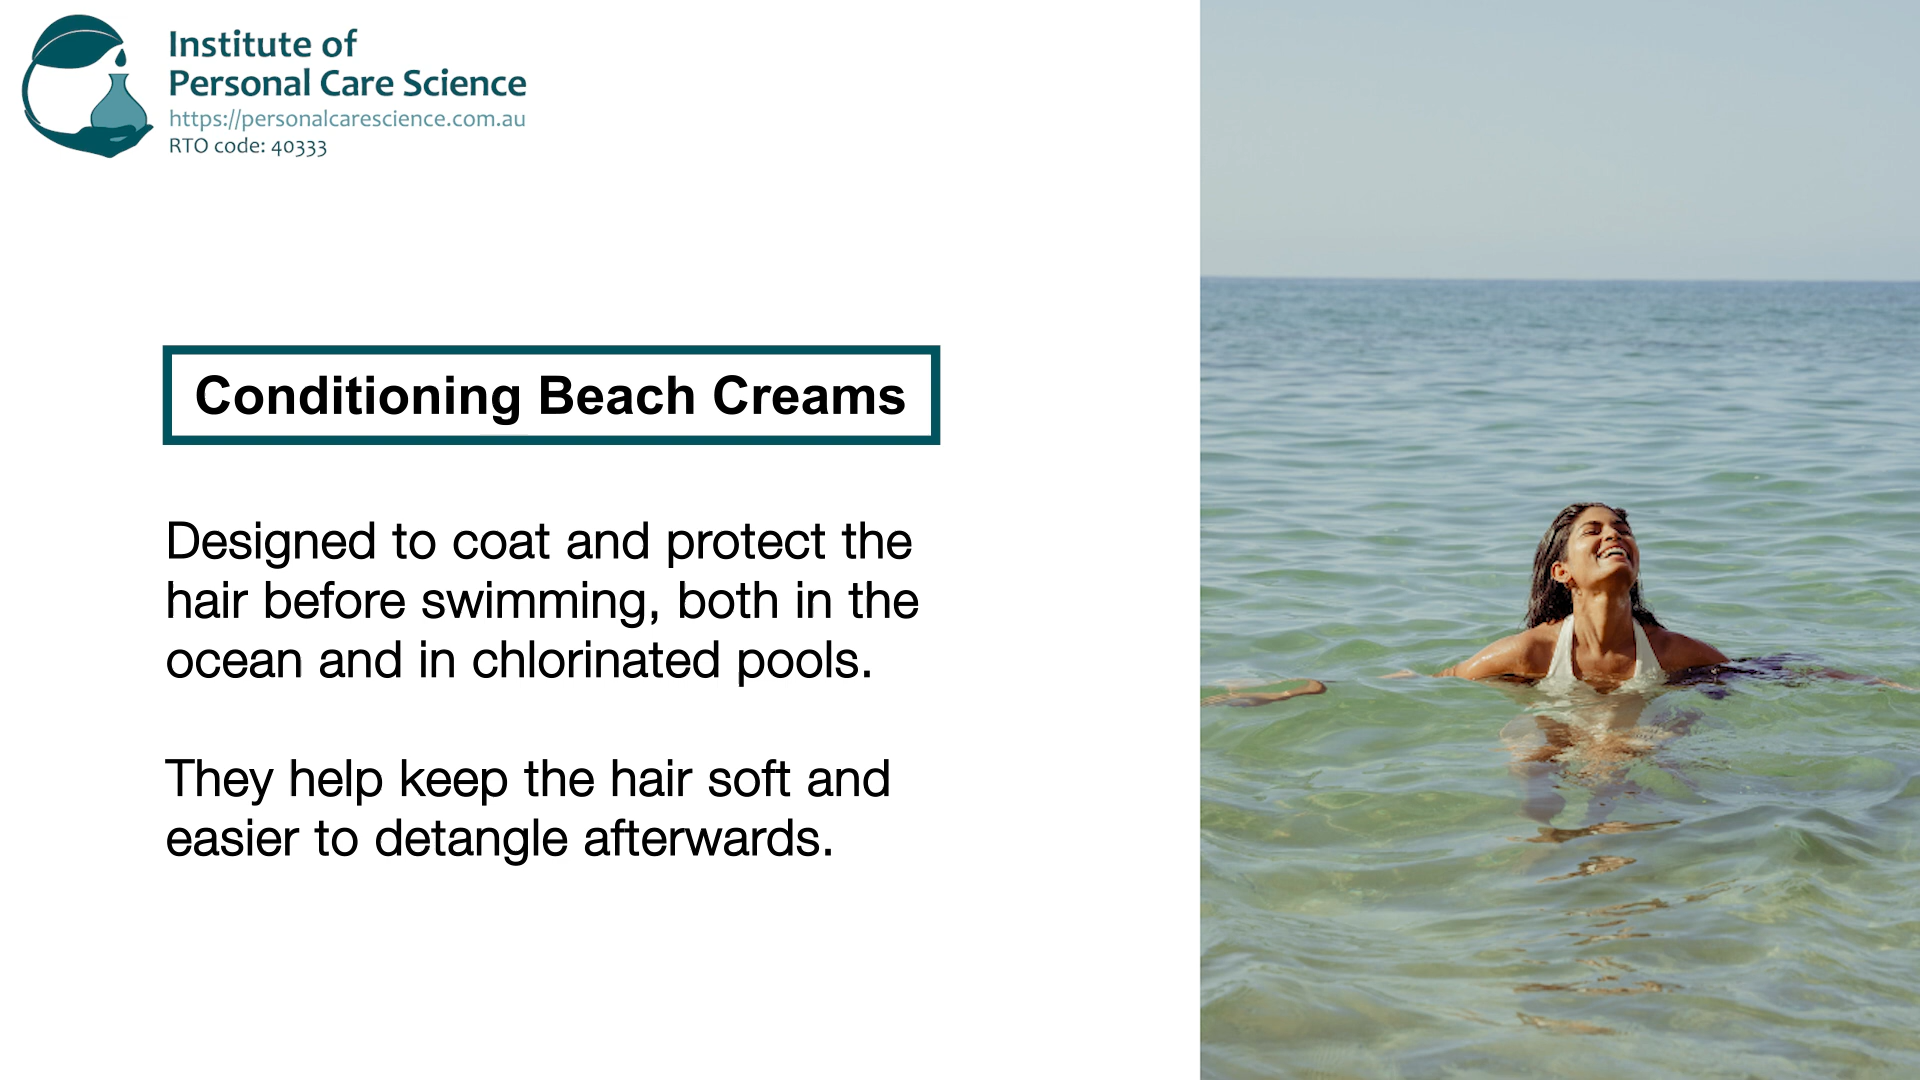 Institute of
Personal Care Science
https://personalcarescience.com.au
RTO code: 40333
Conditioning Beach Creams
Designed to coat and protect the
hair before swimming, both in the
ocean and in chlorinated pools.
They help keep the hair soft and
easier to detangle afterwards.